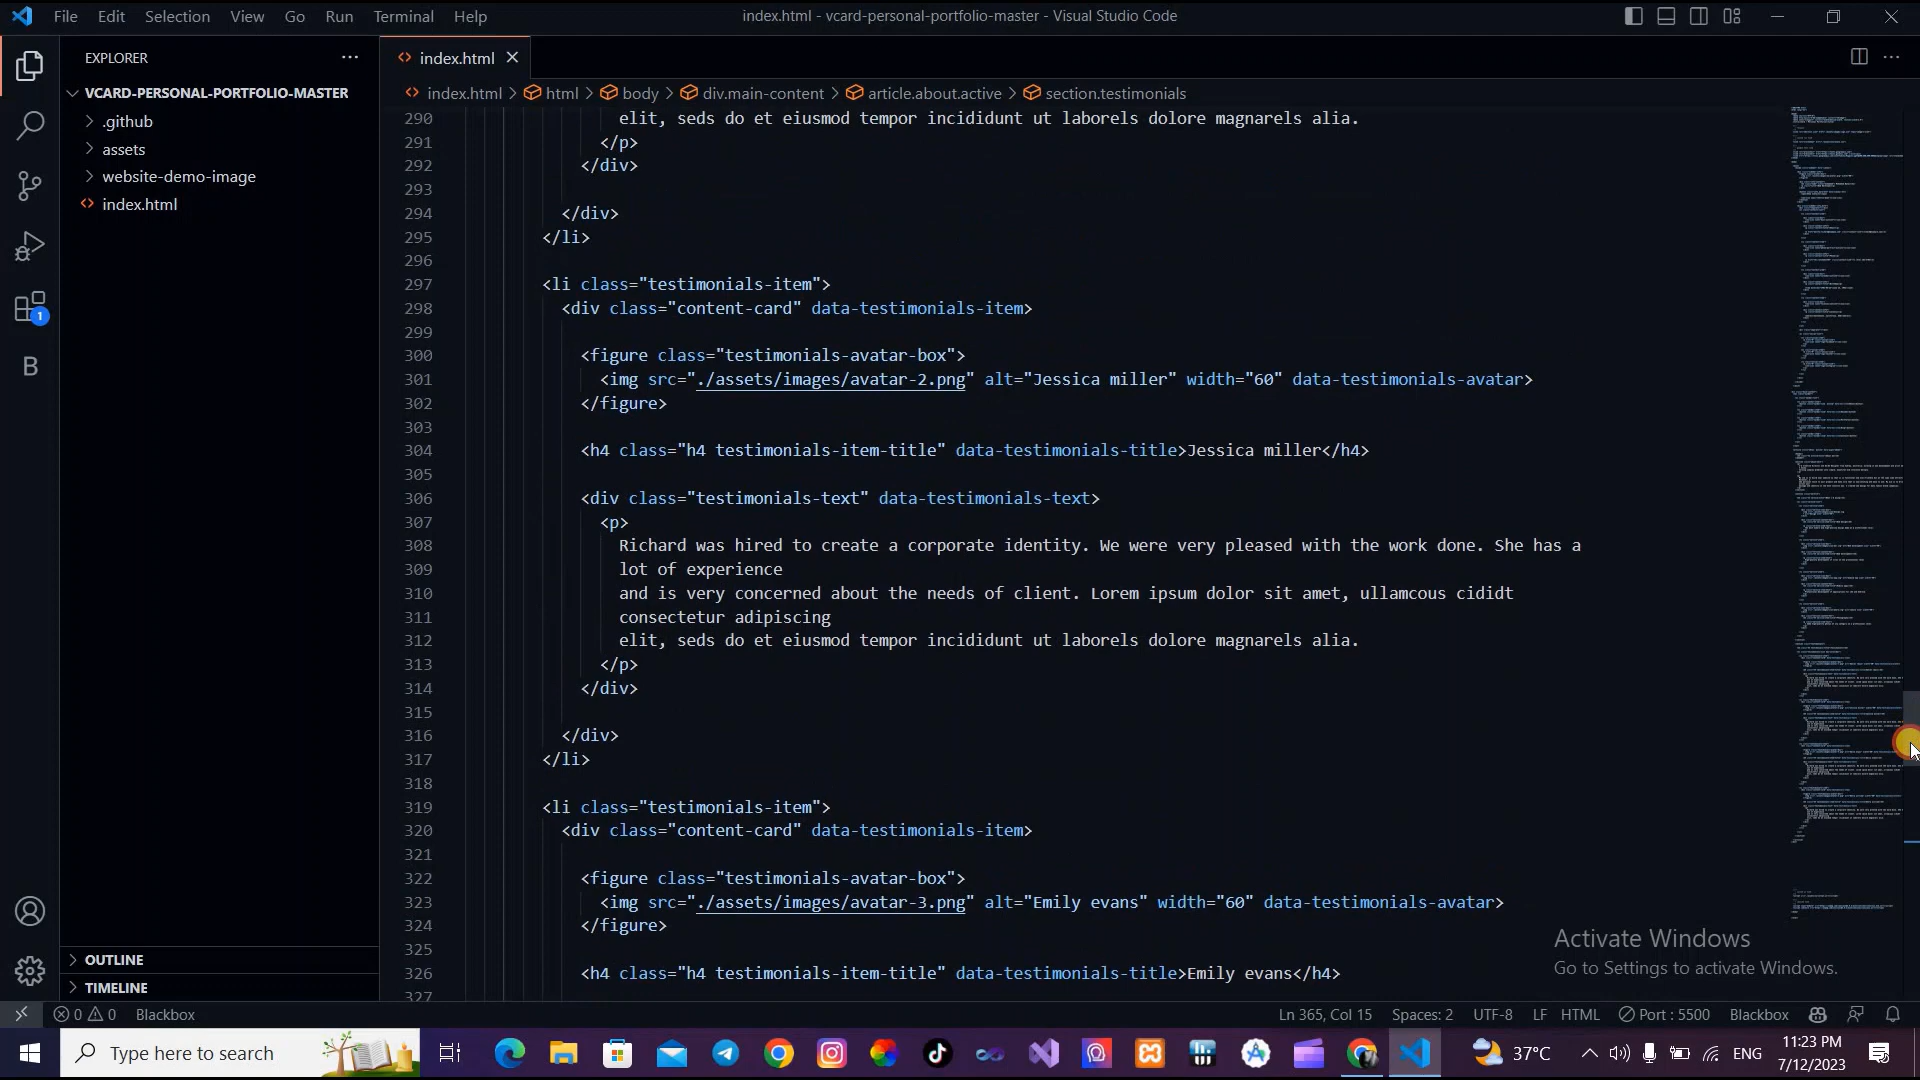 File Edit Selection View Go Run Terminal Help
index.html - vcard-personal-portfolio-master - Visual Studio Code
EXPLORER
VCARD-PERSONAL-PORTFOLIO-MASTER
.github
assets
website-demo-image
index.html
OUTLINE
TIMELINE
1
B
index.html
index.html > html > body > div.main-content > article.about.active > section.testimonials
290 elit, seds do et eiusmod tempor incididunt ut laborels dolore magnarels alia.
291 </p>
292 </div>
293
294 </div>
295 </li>
296
297 <li class="testimonials-item">
298 <div class="content-card" data-testimonials-item>
299
300 <figure class="testimonials-avatar-box">
301 <img src="./assets/images/avatar-2.png" alt="Jessica miller" width="60" data-testimonials-avatar>
302 </figure>
303
304 <h4 class="h4 testimonials-item-title" data-testimonials-title>Jessica miller</h4>
305
306 <div class="testimonials-text" data-testimonials-text>
307 <p>
308 Richard was hired to create a corporate identity. We were very pleased with the work done. She has a
309 lot of experience
310 and is very concerned about the needs of client. Lorem ipsum dolor sit amet, ullamcous cididt
311 consectetur adipiscing
312 elit, seds do et eiusmod tempor incididunt ut laborels dolore magnarels alia.
313 </p>
314 </div>
315
316 </div>
317 </li>
318
319 <li class="testimonials-item">
320 <div class="content-card" data-testimonials-item>
321
322 <figure class="testimonials-avatar-box">
323 <img src="./assets/images/avatar-3.png" alt="Emily evans" width="60" data-testimonials-avatar>
324 </figure>
325
326 <h4 class="h4 testimonials-item-title" data-testimonials-title>Emily evans</h4>
327
Activate Windows
Go to Settings to activate Windows.
0 0 Blackbox
Ln 365, Col 15 Spaces: 2 UTF-8 LF HTML Port : 5500 Blackbox
Type here to search
37°C ENG
11:23 PM
7/12/2023